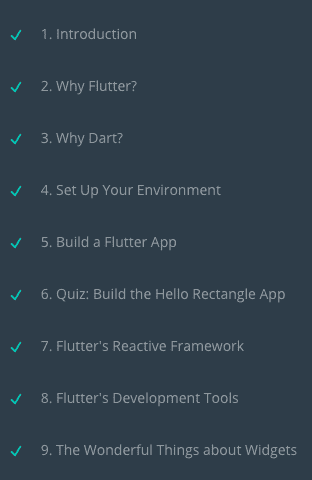 1. Introduction
2. Why Flutter?
3. Why Dart?
4. Set Up Your Environment
5. Build a Flutter App
6. Quiz: Build the Hello Rectangle App
7. Flutter's Reactive Framework
8. Flutter's Development Tools
9. The Wonderful Things about Widgets